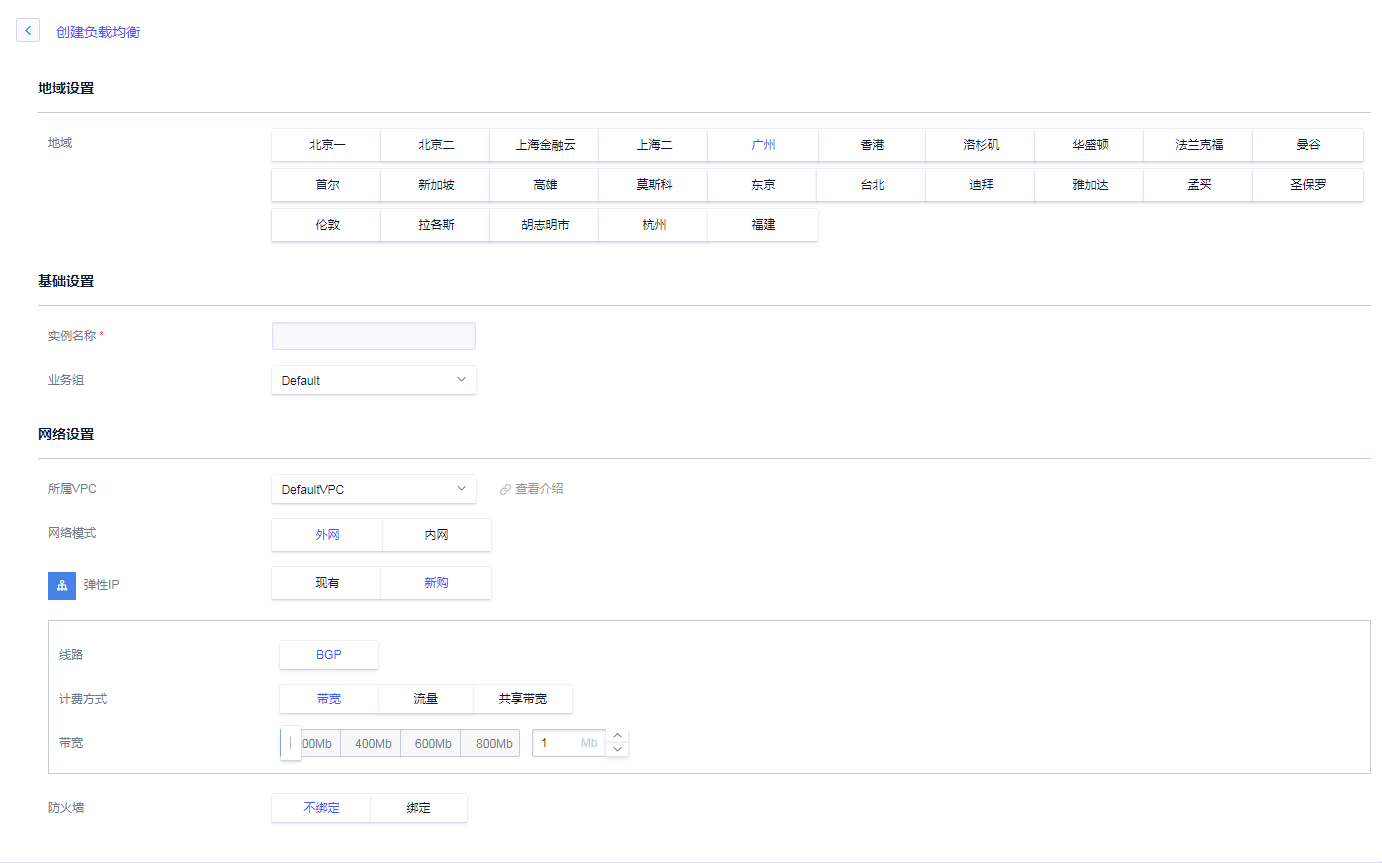 创建负载均衡
地域设置
地域 北京一 北京二 上海金融云 上海二 广州 香港 洛杉矶 华盛顿 法兰克福 曼谷
首尔 新加坡 高雄 莫斯科 东京 台北 迪拜 雅加达 孟买 圣保罗
伦敦 拉各斯 胡志明市 杭州 福建
基础设置
实例名称 *
业务组 Default
网络设置
所属VPC DefaultVPC 查看介绍
网络模式 外网 内网
弹性IP 现有 新购
线路 BGP
计费方式 带宽 流量 共享带宽
带宽 00Mb 400Mb 600Mb 800Mb 1 Mb
防火墙 不绑定 绑定